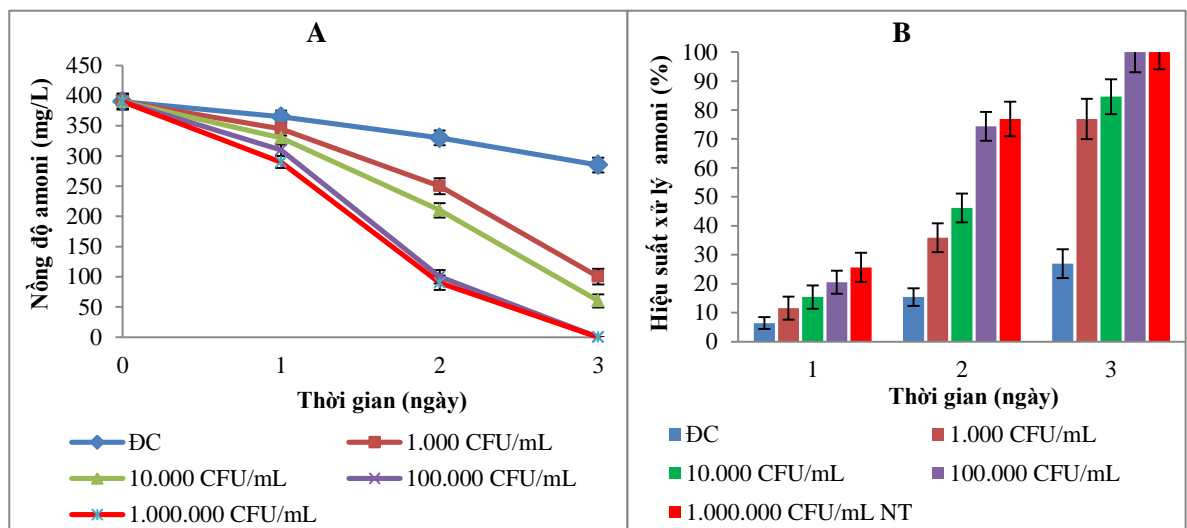 A
Nồng độ amoni (mg/L)
450
400
350
300
250
200
150
100
50
0
0 1 2 3
Thời gian (ngày)
ĐC 1.000 CFU/mL
10.000 CFU/mL 100.000 CFU/mL
1.000.000 CFU/mL
B
Hiệu suất xử lý amoni (%)
100
90
80
70
60
50
40
30
20
10
0
1 2 3
Thời gian (ngày)
ĐC 1.000 CFU/mL
10.000 CFU/mL 100.000 CFU/mL
1.000.000 CFU/mL NT